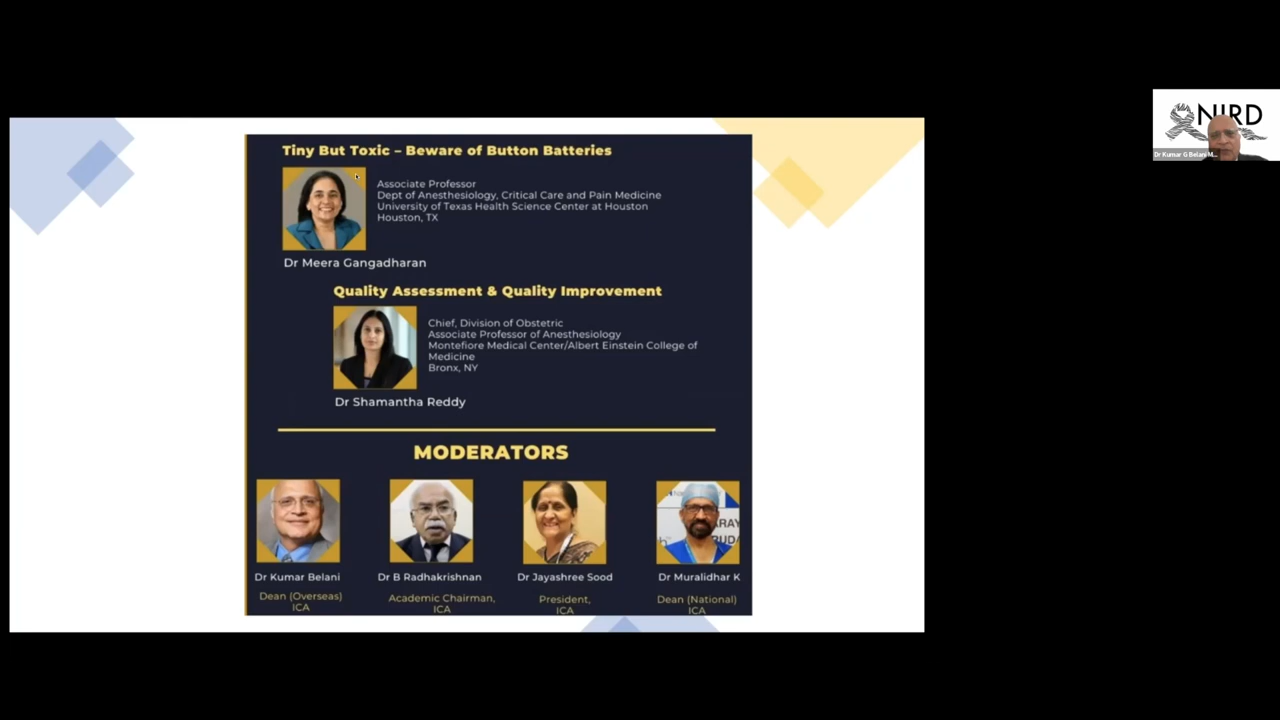 Tiny But Toxic – Beware of Button Batteries
Associate Professor
Dept of Anesthesiology, Critical Care and Pain Medicine
University of Texas Health Science Center at Houston
Houston, TX
Dr Meera Gangadharan
Quality Assessment & Quality Improvement
Chief, Division of Obstetric
Associate Professor of Anesthesiology
Montefiore Medical Center/Albert Einstein College of
Medicine
Bronx, NY
Dr Shamantha Reddy
MODERATORS
Dr Kumar Belani
Dean (Overseas)
ICA
Dr B Radhakrishnan
Academic Chairman,
ICA
Dr Jayashree Sood
President,
ICA
Dr Muralidhar K
Dean (National)
ICA
NIRD
Dr Kumar G Belani M...